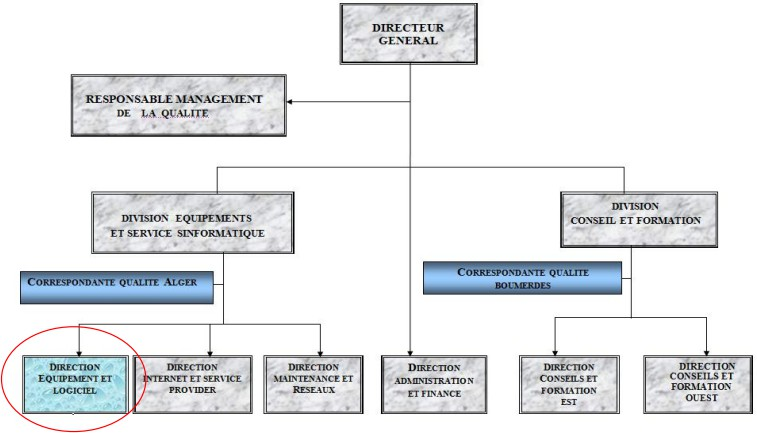 DIRECTEUR
GENERAL
RESPONSABLE MANAGEMENT
DE LA QUALITE
DIVISION EQUIPEMENTS
ET SERVICE SINFORMATIQUE
DIVISION
CONSEIL ET FORMATION
CORRESPONDANTE QUALITE ALGER
CORRESPONDANTE QUALITE
BOUMERDES
DIRECTION
EQUIPEMENT ET
LOGICIEL
DIRECTION
INTERNET ET SERVICE
PROVIDER
DIRECTION
MAINTENANCE ET
RESEAUX
DIRECTION
ADMINISTRATION
ET FINANCE
DIRECTION
CONSEILS ET
FORMATION
EST
DIRECTION
CONSEILS ET
FORMATION
OUEST